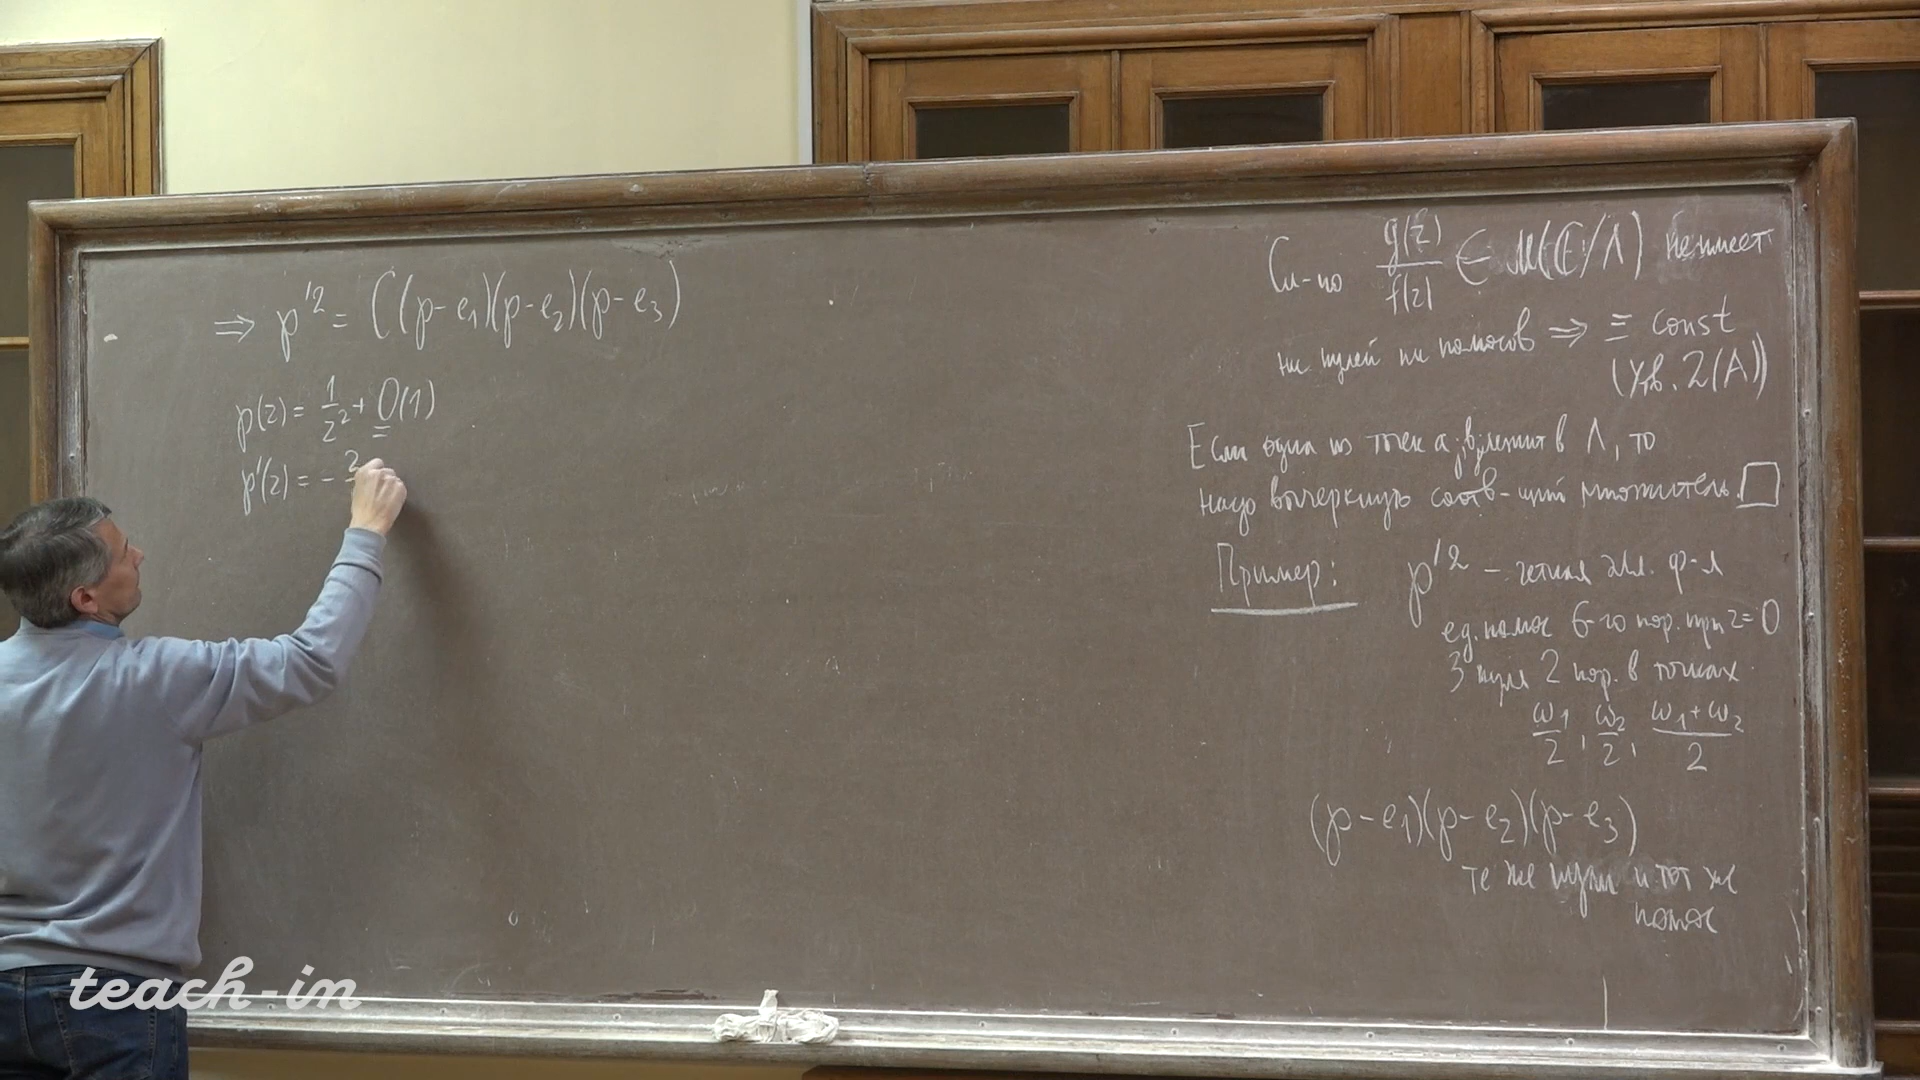 ⇒ p'² = C(p-e₁)(p-e₂)(p-e₃)
p(z) = 1/z² + O(1)
p'(z) = - 2
Сл-но g(z)/f(z) ∈ M(ℂ/Λ) не имеет
ни нулей ни полюсов ⇒ ≡ const
(Утв. 2(A))
Если одна из точек aⱼ, bⱼ лежит в Λ, то
надо вычеркнуть соотв-щий множитель. □
Пример: p'² - четная элл. ф-я
ед. полюс 6-го пор. при z=0
3 нуля 2 пор. в точках
ω₁/2, ω₂/2, (ω₁+ω₂)/2
(p-e₁)(p-e₂)(p-e₃)
те же нули и тот же
полюс
teach-in